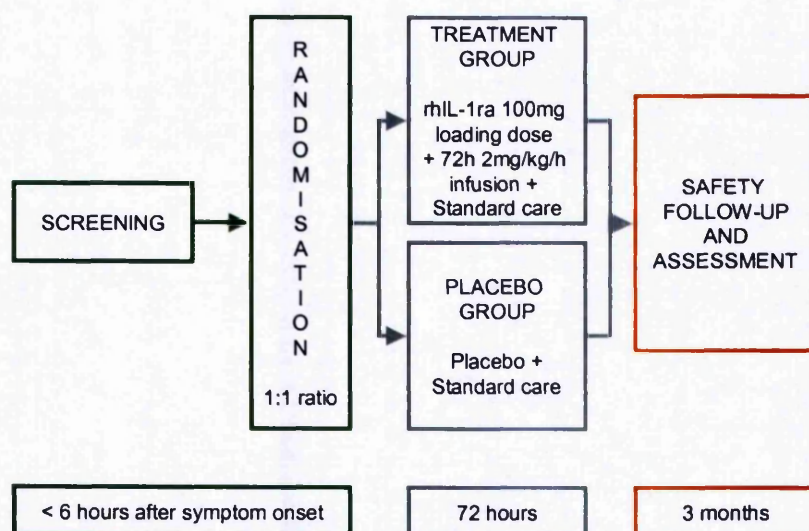 SCREENING
RANDOMISATION
1:1 ratio
TREATMENT
GROUP
rhIL-1ra 100mg
loading dose
+ 72h 2mg/kg/h
infusion +
Standard care
PLACEBO
GROUP
Placebo +
Standard care
SAFETY
FOLLOW-UP
AND
ASSESSMENT
< 6 hours after symptom onset
72 hours
3 months